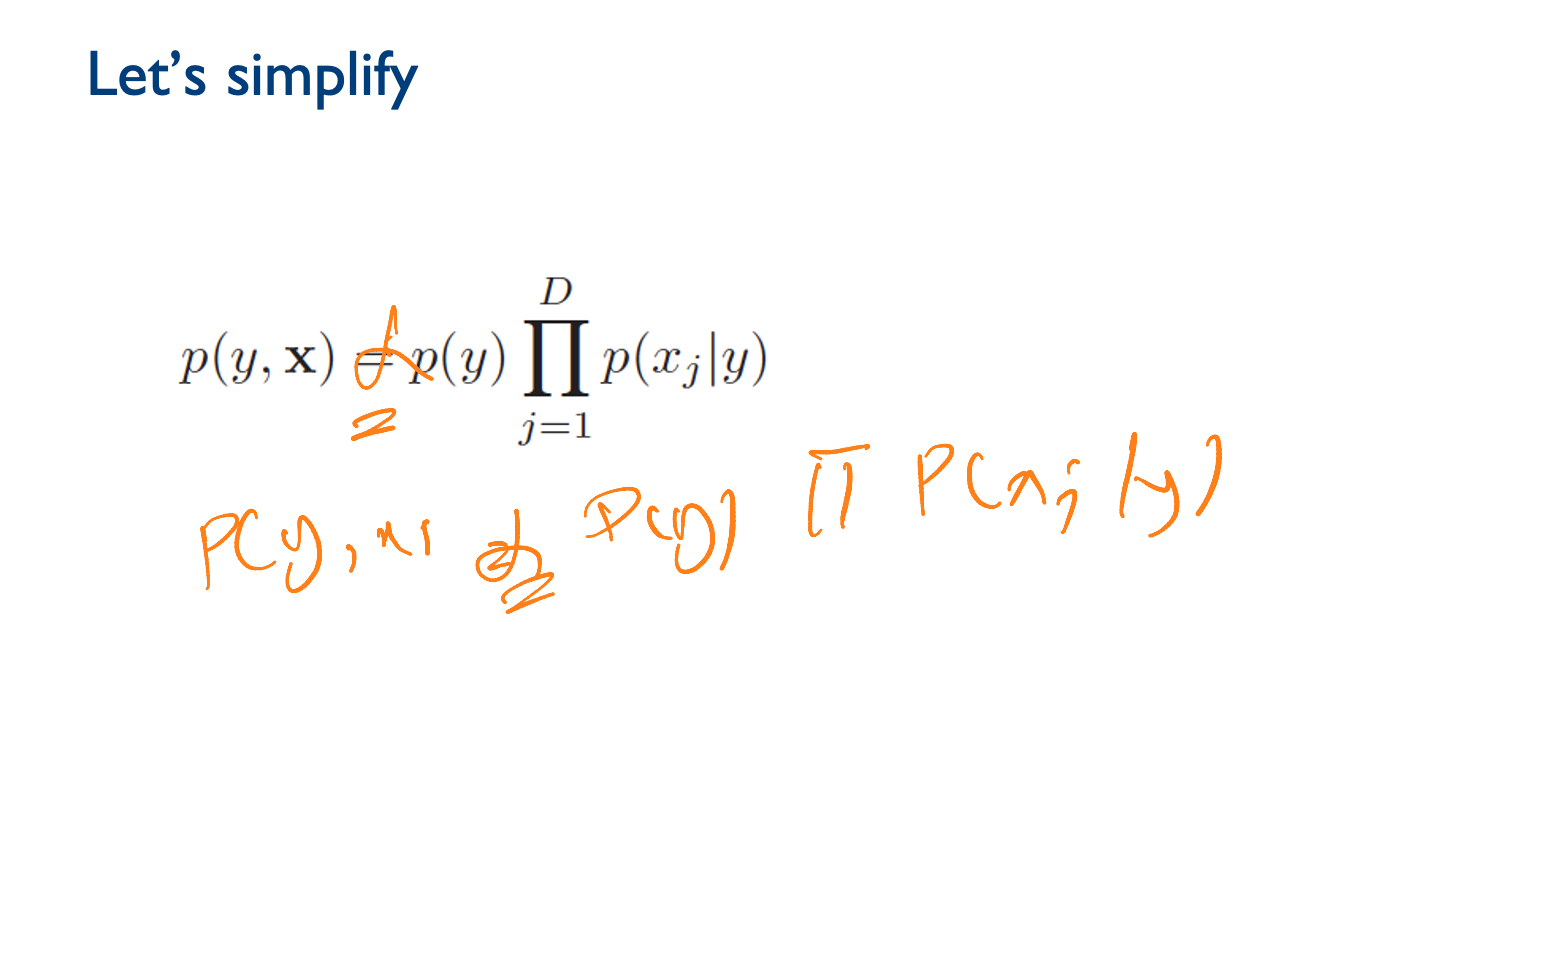 Let's simplify
p(y, x) = p(y) ∏_{j=1}^{D} p(x_j|y)
P(y, x) = P(y) ∏ P(x_j|y)